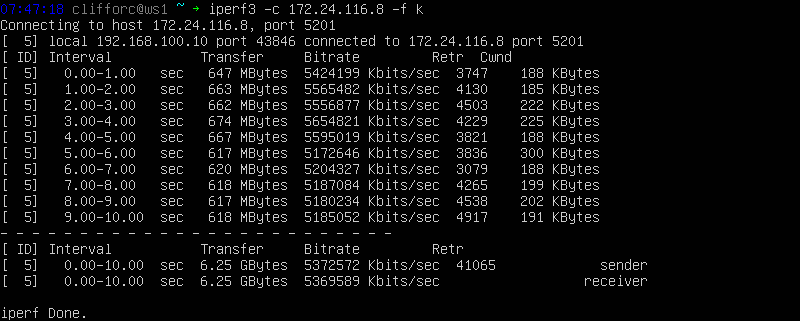 07:47:18 clifforc@ws1 ~ → iperf3 -c 172.24.116.8 -f k
Connecting to host 172.24.116.8, port 5201
[  5] local 192.168.100.10 port 43846 connected to 172.24.116.8 port 5201
[ ID] Interval           Transfer     Bitrate         Retr  Cwnd
[  5]   0.00-1.00   sec   647 MBytes  5424199 Kbits/sec  3747    188 KBytes
[  5]   1.00-2.00   sec   663 MBytes  5565482 Kbits/sec  4130    185 KBytes
[  5]   2.00-3.00   sec   662 MBytes  5556877 Kbits/sec  4503    222 KBytes
[  5]   3.00-4.00   sec   674 MBytes  5654821 Kbits/sec  4229    225 KBytes
[  5]   4.00-5.00   sec   667 MBytes  5595019 Kbits/sec  3821    188 KBytes
[  5]   5.00-6.00   sec   617 MBytes  5172646 Kbits/sec  3836    300 KBytes
[  5]   6.00-7.00   sec   620 MBytes  5204327 Kbits/sec  3079    188 KBytes
[  5]   7.00-8.00   sec   618 MBytes  5187084 Kbits/sec  4265    199 KBytes
[  5]   8.00-9.00   sec   617 MBytes  5180234 Kbits/sec  4538    202 KBytes
[  5]   9.00-10.00  sec   618 MBytes  5185052 Kbits/sec  4917    191 KBytes
- - - - - - - - - - - - - - - - - - - - - - - - -
[ ID] Interval           Transfer     Bitrate         Retr
[  5]   0.00-10.00  sec  6.25 GBytes  5372572 Kbits/sec  41065             sender
[  5]   0.00-10.00  sec  6.25 GBytes  5369589 Kbits/sec                  receiver
iperf Done.